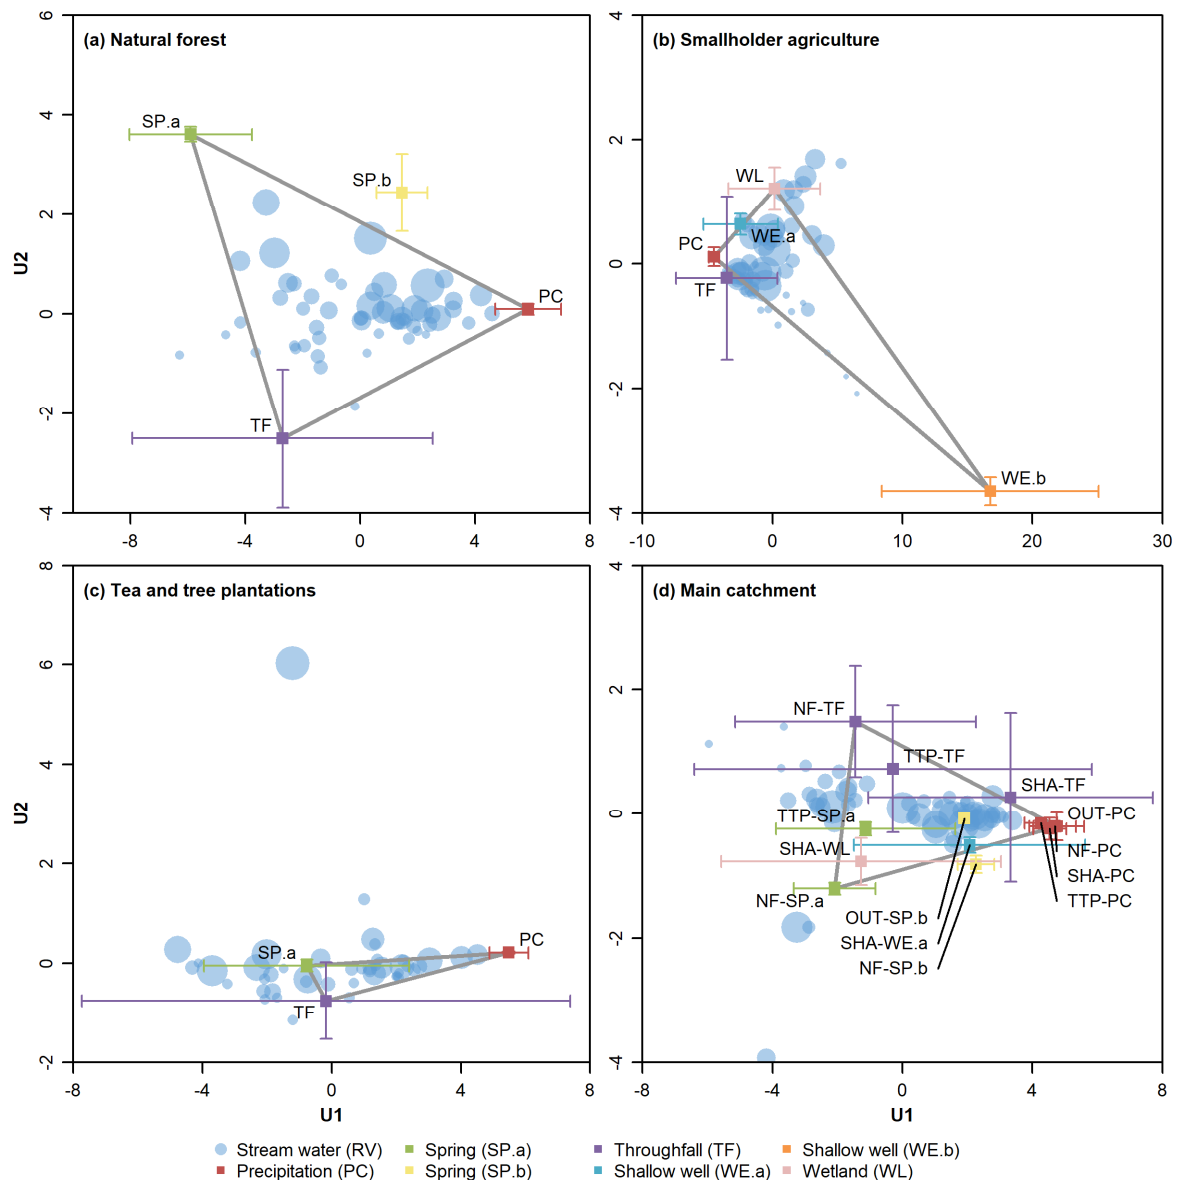 (a) Natural forest
(b) Smallholder agriculture
U2
6
4
2
0
-2
-4
-8
-4
0
4
8
SP.a
SP.b
PC
TF
4
2
0
-2
-4
-10
0
10
20
30
WL
WE.a
PC
TF
WE.b
(c) Tea and tree plantations
(d) Main catchment
U2
8
6
4
2
0
-2
-8
-4
0
4
8
U1
SP.a
PC
TF
4
2
0
-2
-4
-8
-4
0
4
8
U1
NF-TF
TTP-TF
SHA-TF
TTP-SP.a
OUT-PC
SHA-WL
NF-PC
SHA-PC
NF-SP.a
TTP-PC
OUT-SP.b
SHA-WE.a
NF-SP.b
Stream water (RV)
Spring (SP.a)
Throughfall (TF)
Shallow well (WE.b)
Precipitation (PC)
Spring (SP.b)
Shallow well (WE.a)
Wetland (WL)